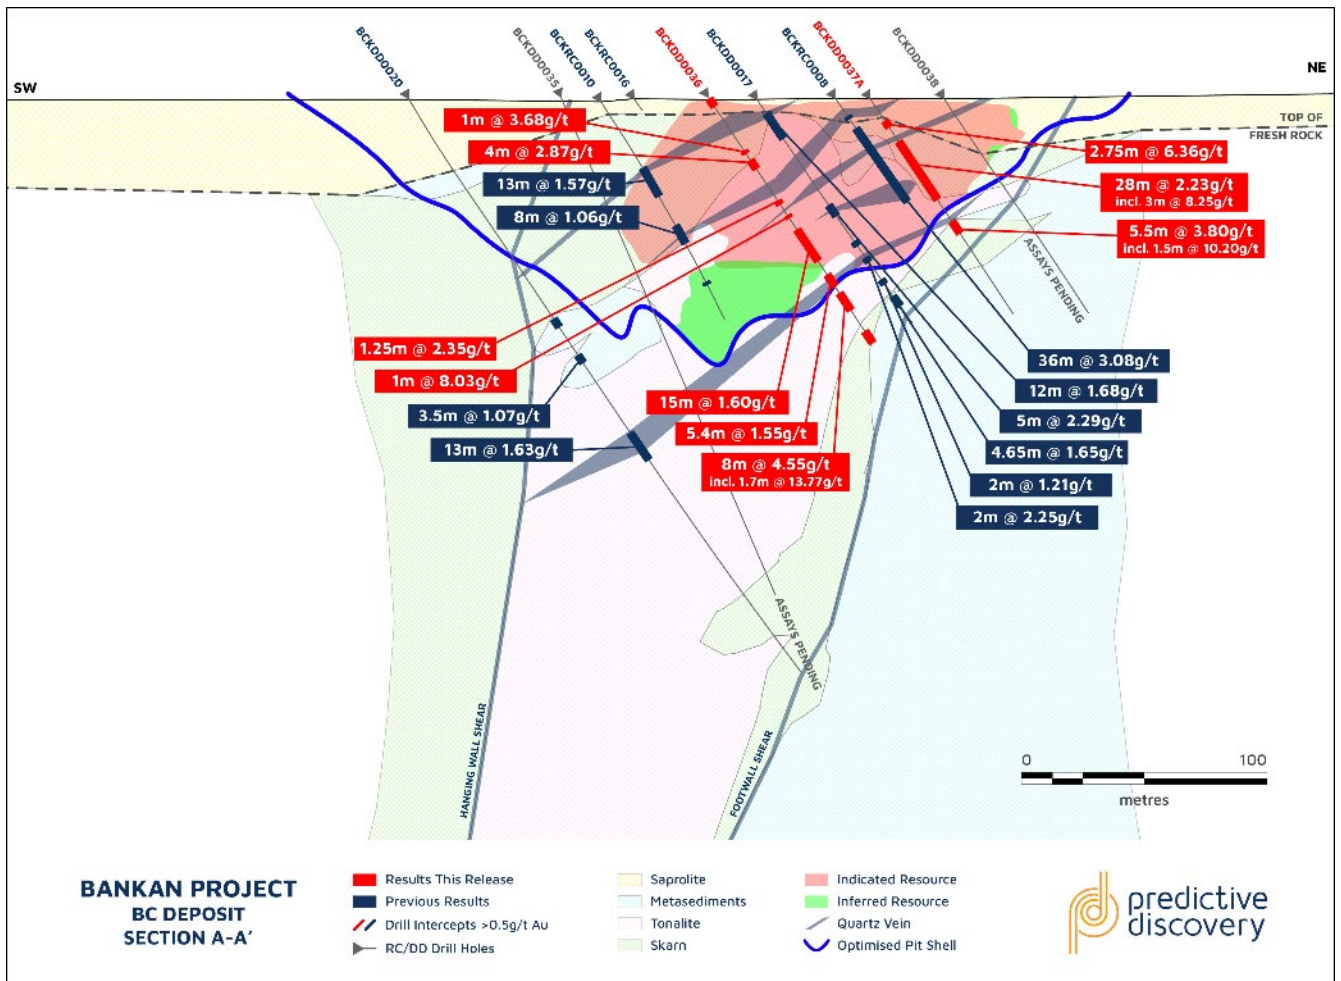 SW
NE
BCKDD0020
BCKDD0035
BCKRC0010
BCKRC0016
BCKDD0036
BCKDD0017
BCKRC0008
BCKDD0037A
BCKDD0038
TOP OF
FRESH ROCK
1m @ 3.68g/t
4m @ 2.87g/t
13m @ 1.57g/t
8m @ 1.06g/t
1.25m @ 2.35g/t
1m @ 8.03g/t
3.5m @ 1.07g/t
13m @ 1.63g/t
15m @ 1.60g/t
5.4m @ 1.55g/t
8m @ 4.55g/t
incl. 1.7m @ 13.77g/t
2.75m @ 6.36g/t
28m @ 2.23g/t
incl. 3m @ 8.25g/t
5.5m @ 3.80g/t
incl. 1.5m @ 10.20g/t
ASSAYS PENDING
36m @ 3.08g/t
12m @ 1.68g/t
5m @ 2.29g/t
4.65m @ 1.65g/t
2m @ 1.21g/t
2m @ 2.25g/t
ASSAYS PENDING
HANGING WALL SHEAR
FOOTWALL SHEAR
0 100
metres
BANKAN PROJECT
BC DEPOSIT
SECTION A-A'
Results This Release
Previous Results
Drill Intercepts >0.5g/t Au
RC/DD Drill Holes
Saprolite
Metasediments
Tonalite
Skarn
Indicated Resource
Inferred Resource
Quartz Vein
Optimised Pit Shell
predictive
discovery